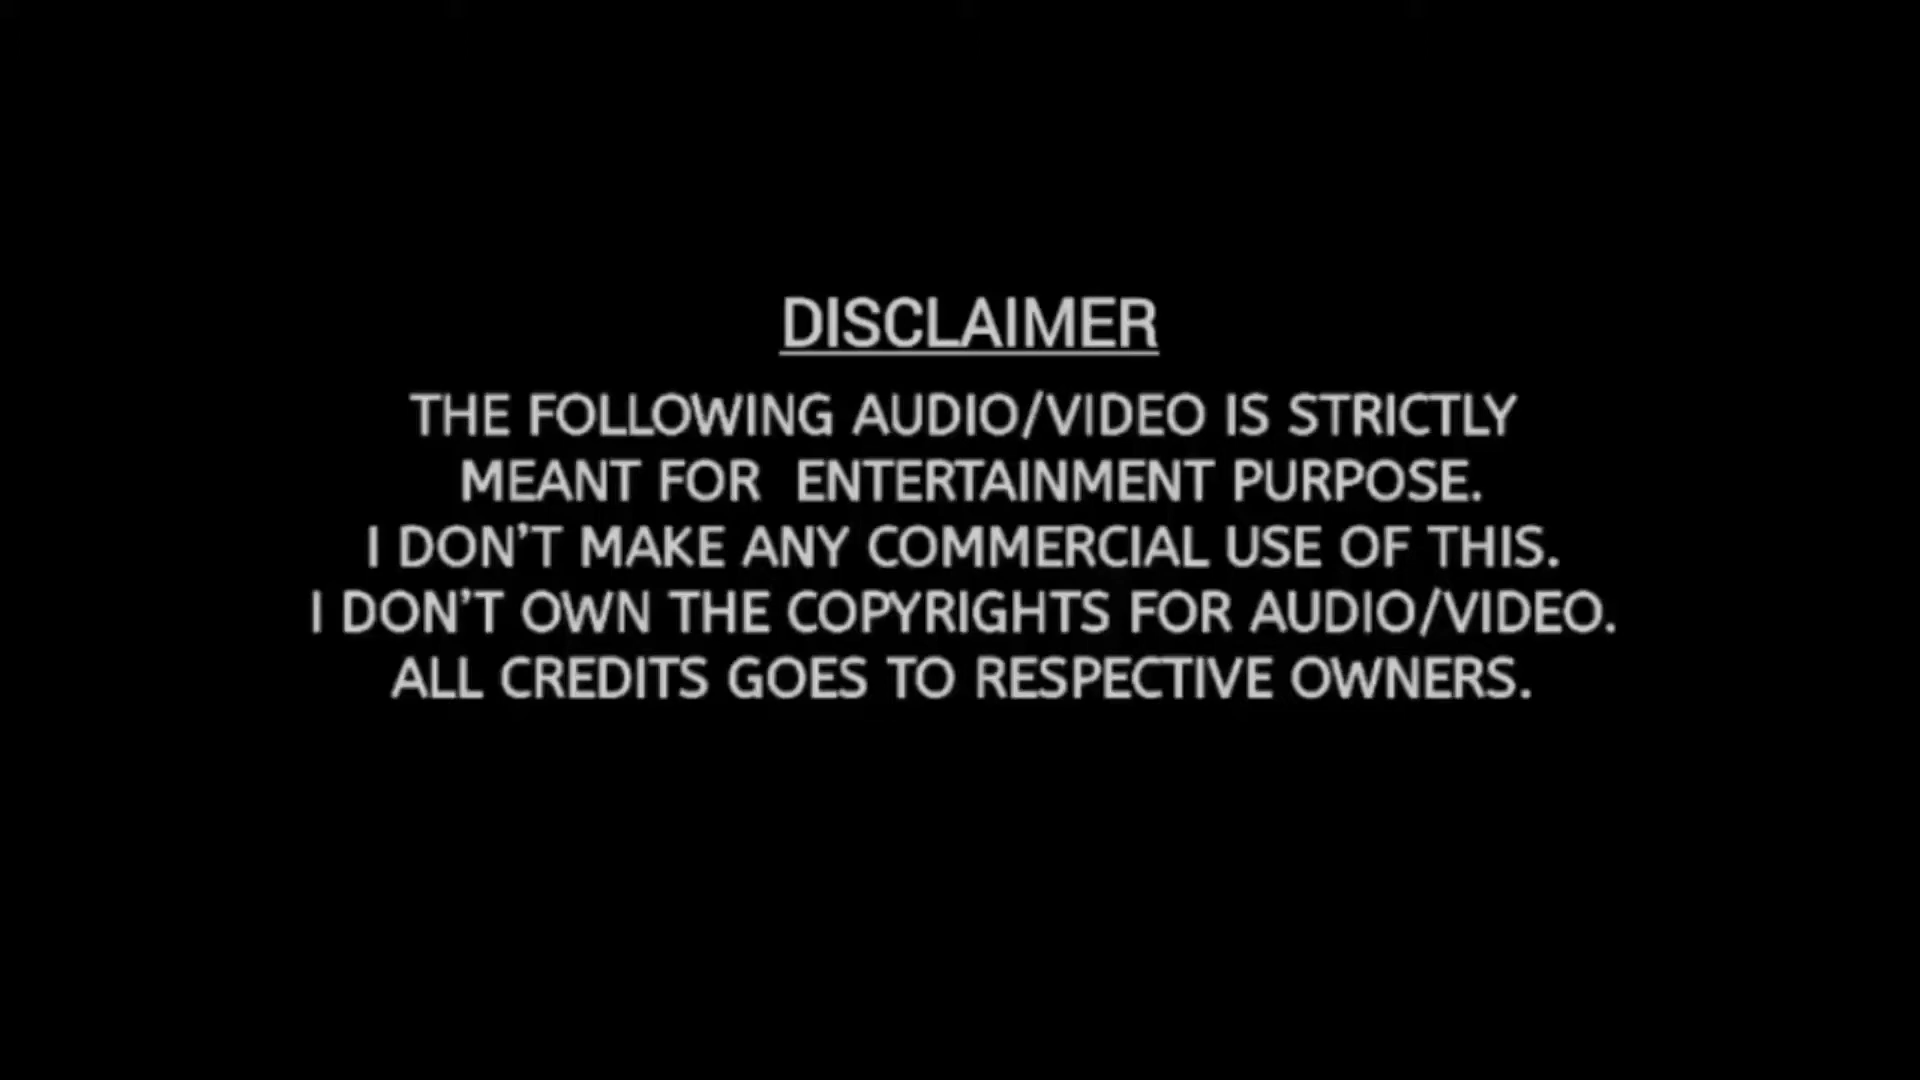 DISCLAIMER
THE FOLLOWING AUDIO/VIDEO IS STRICTLY
MEANT FOR  ENTERTAINMENT PURPOSE.
I DON’T MAKE ANY COMMERCIAL USE OF THIS.
I DON’T OWN THE COPYRIGHTS FOR AUDIO/VIDEO.
ALL CREDITS GOES TO RESPECTIVE OWNERS.